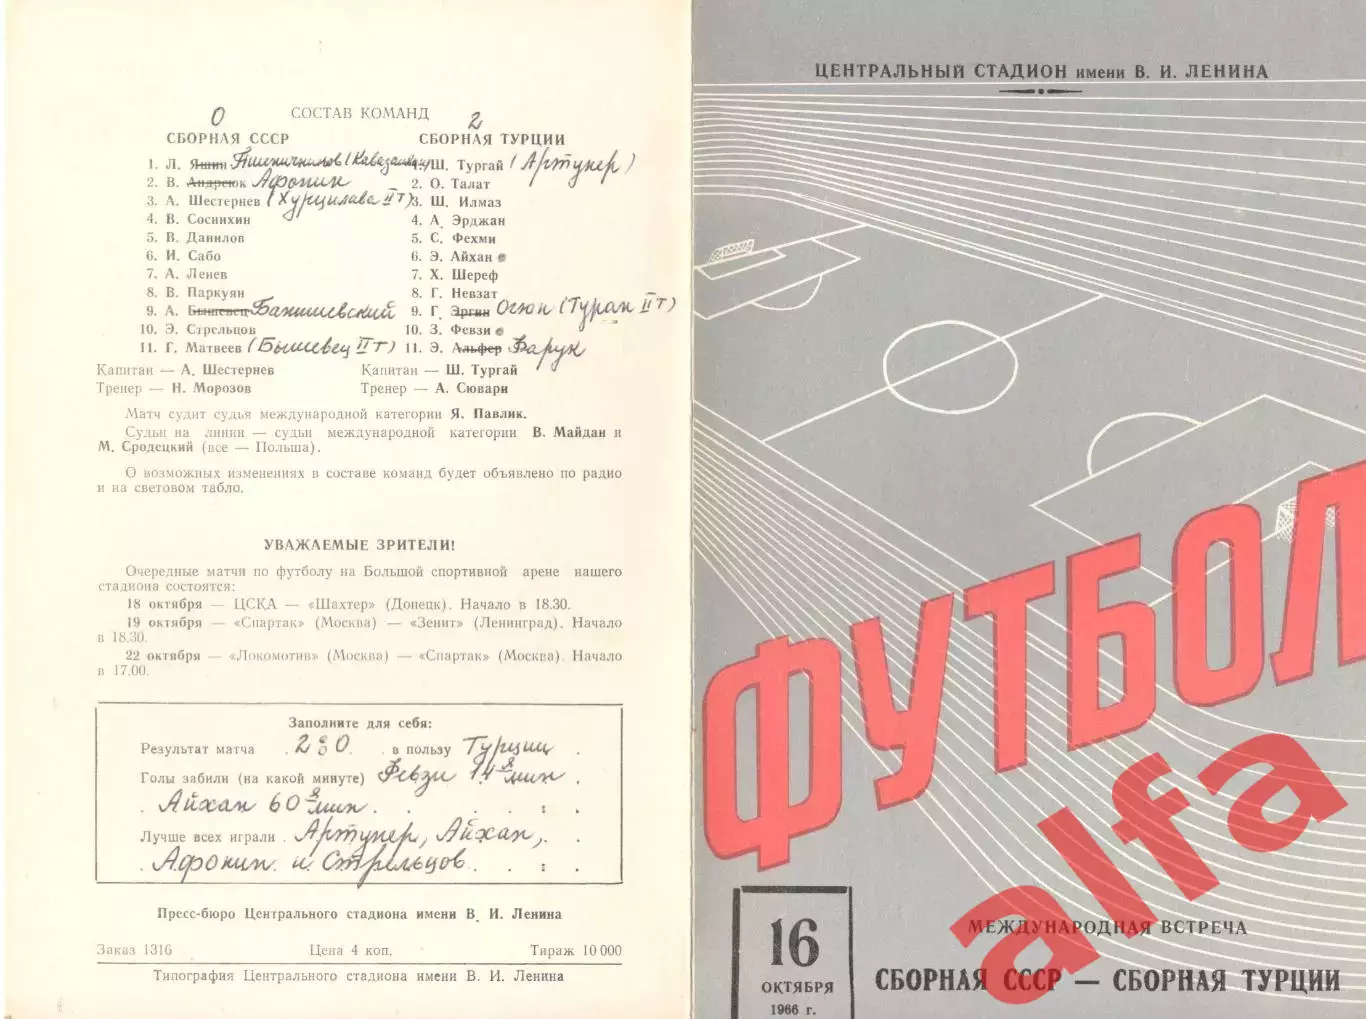 0 СОСТАВ КОМАНД 2
СБОРНАЯ СССР
1. Л. Яшин Пшеничников (Кавазашвили)
2. В. Андреюк Афонин
3. А. Шестернев (Хурцилава II т)
4. В. Соснихин
5. В. Данилов
6. И. Сабо
7. А. Ленев
8. В. Паркуян
9. А. Бышевец Банишевский
10. Э. Стрельцов
11. Г. Матвеев (Бышевец II т)
Капитан — А. Шестернев
Тренер — Н. Морозов
СБОРНАЯ ТУРЦИИ
1. Ш. Тургай (Артунер)
2. О. Талат
3. Ш. Илмаз
4. А. Эрджан
5. С. Фехми
6. Э. Айхан
7. Х. Шереф
8. Г. Невзат
9. Г. Эргин Огюн (Туран II т)
10. З. Февзи
11. Э. Альфер Фарук
Капитан — Ш. Тургай
Тренер — А. Сювари
Матч судит судья международной категории Я. Павлик.
Судьи на линии — судьи международной категории В. Майдан и
М. Сродецкий (все — Польша).
О возможных изменениях в составе команд будет объявлено по радио
и на световом табло.
УВАЖАЕМЫЕ ЗРИТЕЛИ!
Очередные матчи по футболу на Большой спортивной арене нашего
стадиона состоятся:
18 октября — ЦСКА — «Шахтер» (Донецк). Начало в 18.30.
19 октября — «Спартак» (Москва) — «Зенит» (Ленинград). Начало
в 18.30.
22 октября — «Локомотив» (Москва) — «Спартак» (Москва). Начало
в 17.00.
Заполните для себя:
Результат матча 2:0 в пользу Турции
Голы забили (на какой минуте) Февзи 14я мин
Айхан 60я мин
Лучше всех играли Артунер, Айхан,
Афонин и Стрельцов
Пресс-бюро Центрального стадиона имени В. И. Ленина
Заказ 1316 Цена 4 коп. Тираж 10 000
Типография Центрального стадиона имени В. И. Ленина
ЦЕНТРАЛЬНЫЙ СТАДИОН имени В. И. ЛЕНИНА
ФУТБОЛ
16
ОКТЯБРЯ
1966 г.
МЕЖДУНАРОДНАЯ ВСТРЕЧА
СБОРНАЯ СССР — СБОРНАЯ ТУРЦИИ
alfa